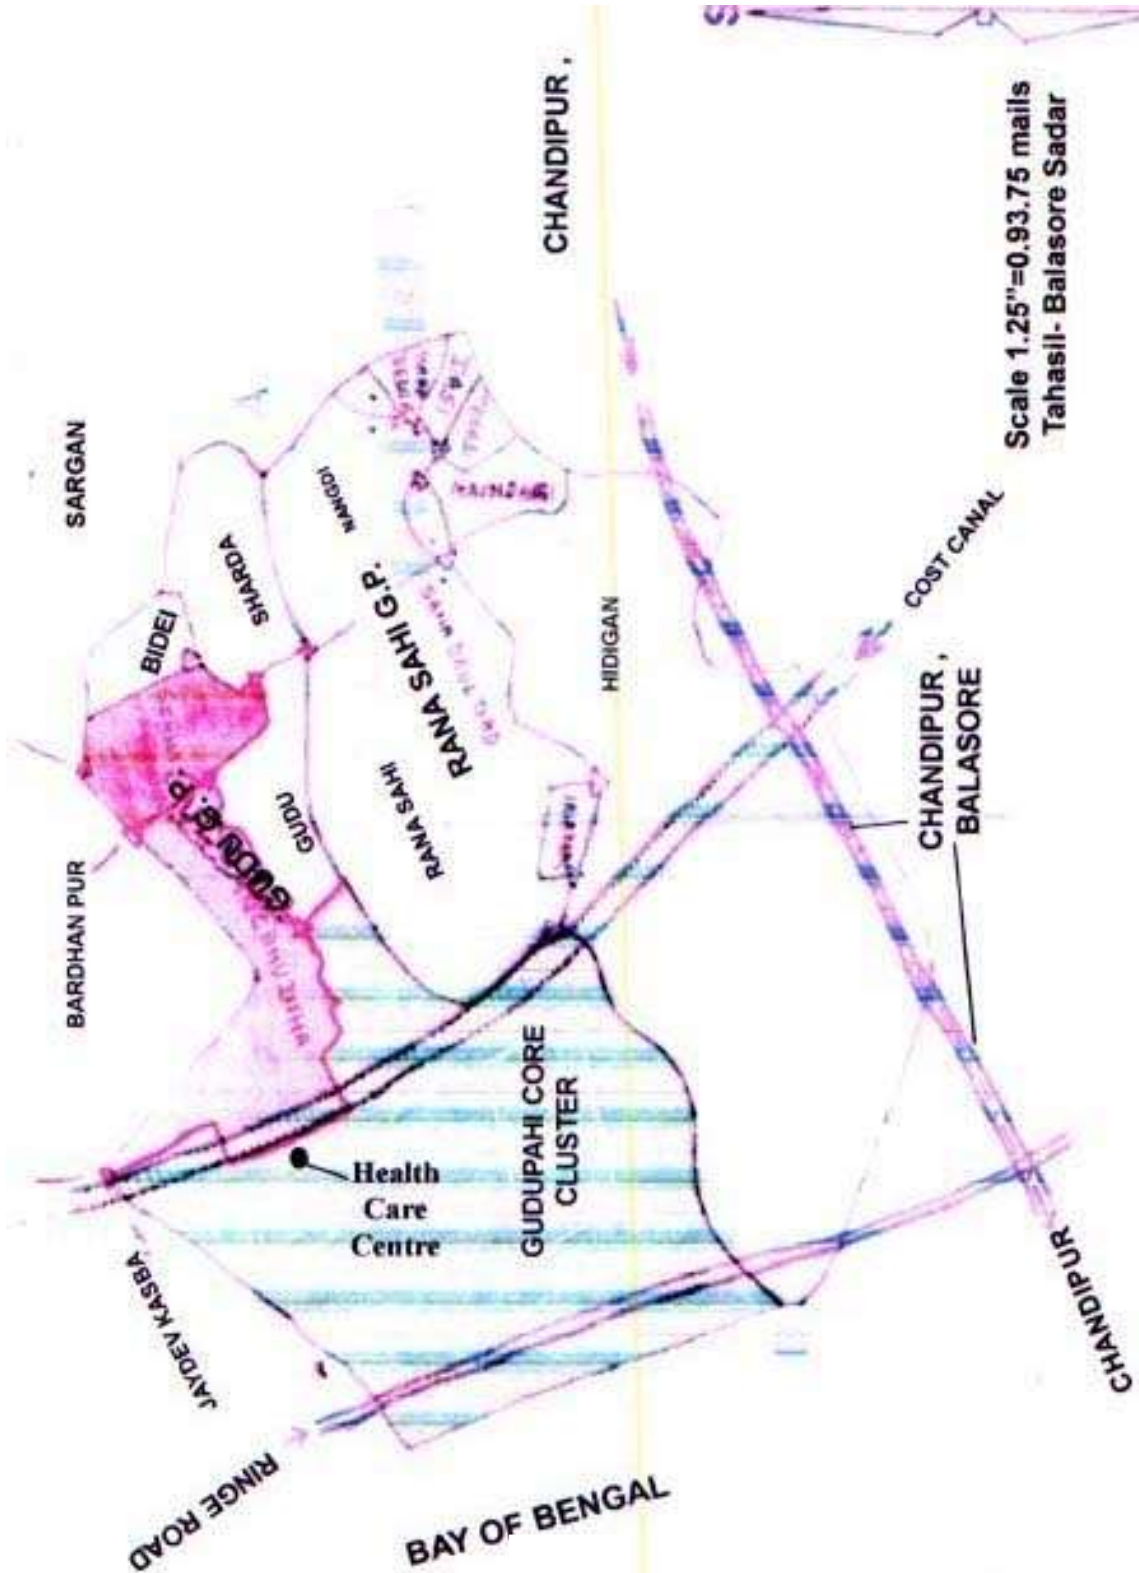 S
CHANDIPUR ,
Scale 1.25"=0.93.75 mails
Tahasil- Balasore Sadar
SARGAN
NANGDI
SHARDA
BIDEI
RANA SAHI G.P.
HIDIGAN
COST CANAL
CHANDIPUR ,
BALASORE
GUDU
RANA SAHI
BARDHAN PUR
GUDUPAHI CORE
CLUSTER
Health
Care
Centre
JAYDEV KASBA
RINGE ROAD
BAY OF BENGAL
CHANDIPUR